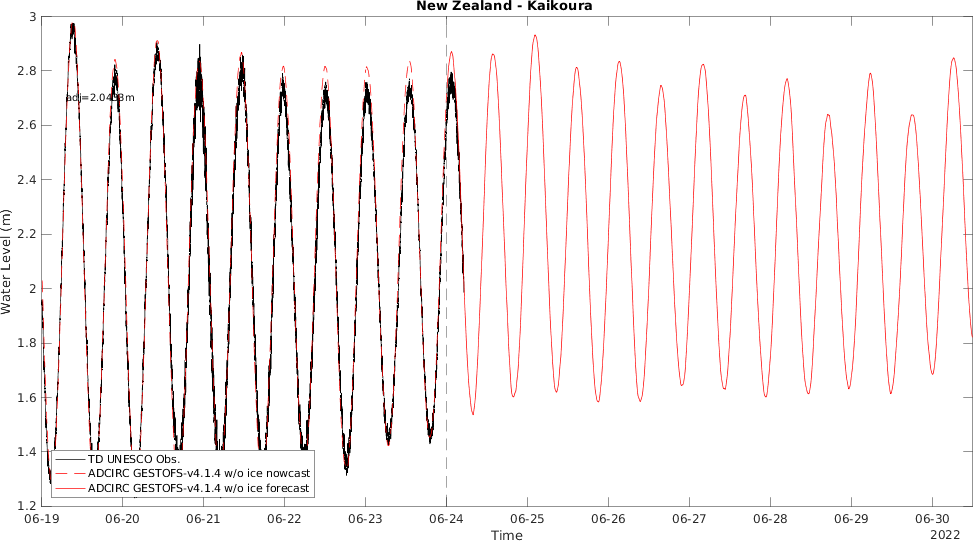 New Zealand - Kaikoura
3
2.8
2.6
2.4
2.2
2
1.8
1.6
1.4
1.2
Water Level (m)
TD UNESCO Obs.
ADCIRC GESTOFS-v4.1.4 w/o ice nowcast
ADCIRC GESTOFS-v4.1.4 w/o ice forecast
06-19 06-20 06-21 06-22 06-23 06-24 06-25 06-26 06-27 06-28 06-29 06-30
Time
2022